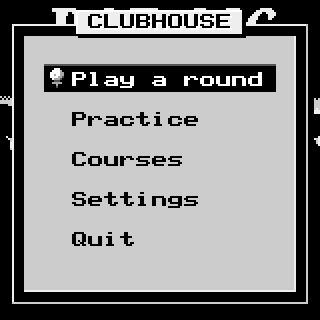 CLUBHOUSE
Play a round
Practice
Courses
Settings
Quit